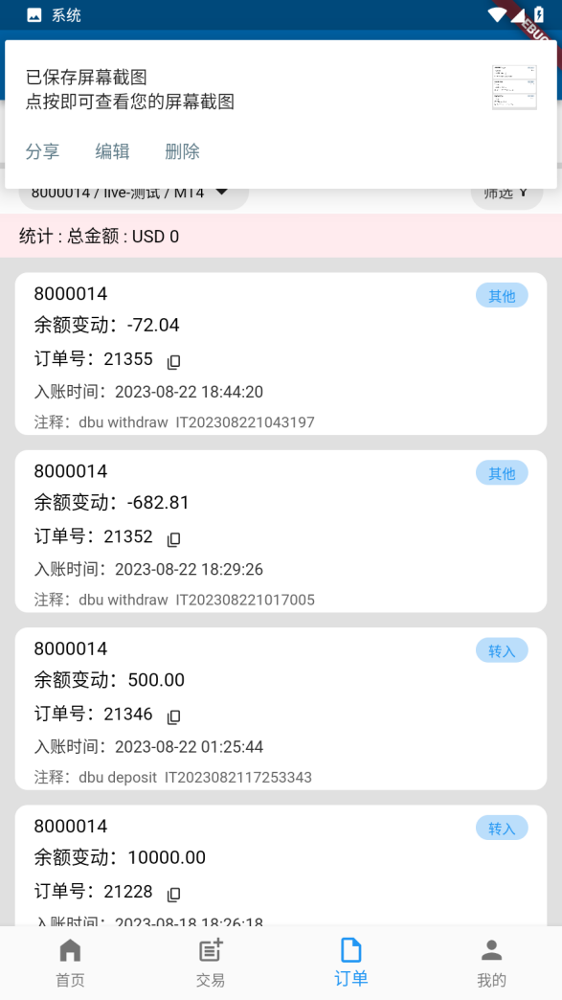 系统
EBUG
已保存屏幕截图
点按即可查看您的屏幕截图
分享 编辑 删除
8000014 / live-测试 / MT4
筛选
统计 : 总金额 : USD 0
8000014
其他
余额变动：-72.04
订单号：21355
入账时间：2023-08-22 18:44:20
注释：dbu withdraw IT202308221043197
8000014
其他
余额变动：-682.81
订单号：21352
入账时间：2023-08-22 18:29:26
注释：dbu withdraw IT202308221017005
8000014
转入
余额变动：500.00
订单号：21346
入账时间：2023-08-22 01:25:44
注释：dbu deposit IT2023082117253343
8000014
转入
余额变动：10000.00
订单号：21228
入账时间：2023-08-18 18:26:18
首页 交易 订单 我的